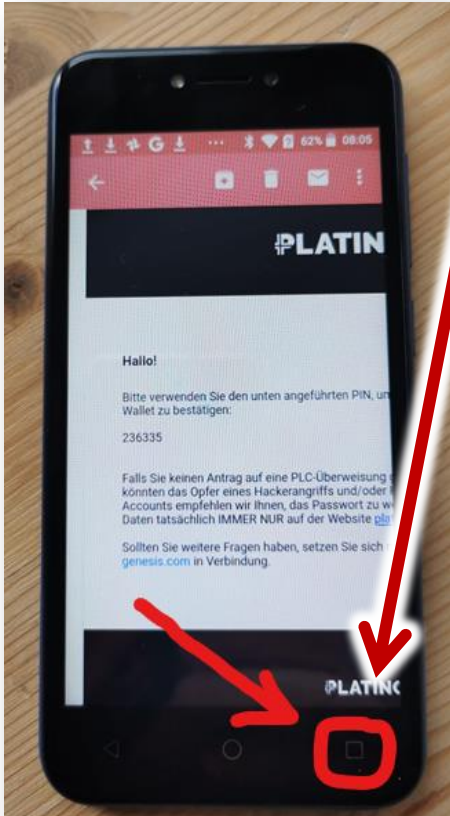 G ... 62% 08:05
PLATIN
Hallo!
Bitte verwenden Sie den unten angeführten PIN, un
Wallet zu bestätigen:
236335
Falls Sie keinen Antrag auf eine PLC-Überweisung
könnten das Opfer eines Hackerangriffs und/oder
Accounts empfehlen wir Ihnen, das Passwort zu
Daten tatsächlich IMMER NUR auf der Website
Sollten Sie weitere Fragen haben, setzen Sie sich
genesis.com in Verbindung.
PLATINC